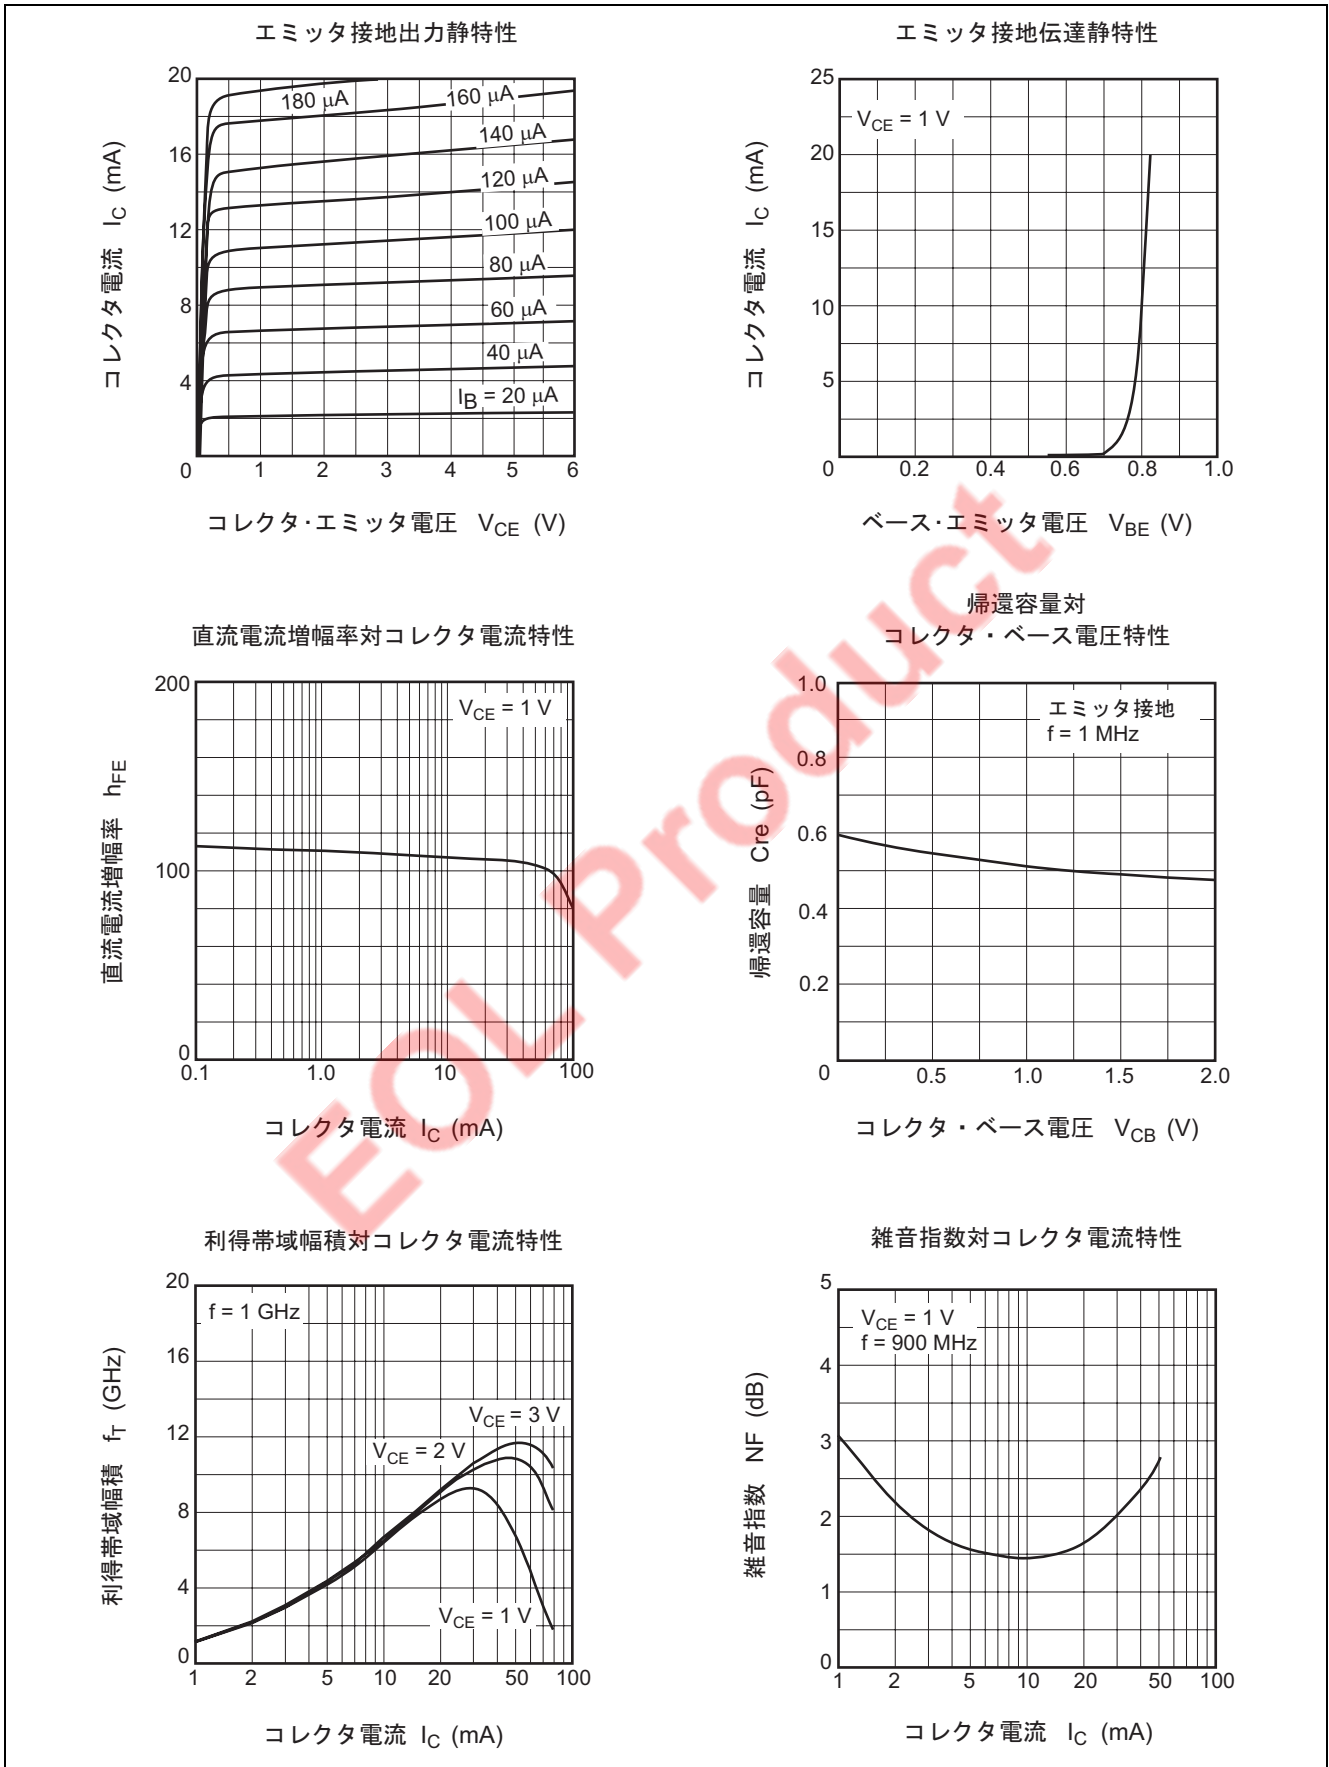 エミッタ接地出力静特性
20
16
12
8
4
0
1 2 3 4 5 6
180 μA
160 μA
140 μA
120 μA
100 μA
80 μA
60 μA
40 μA
IB = 20 μA
コレクタ電流 IC (mA)
コレクタ·エミッタ電圧 VCE (V)
エミッタ接地伝達静特性
25
20
15
10
5
0
0.2 0.4 0.6 0.8 1.0
VCE = 1 V
コレクタ電流 IC (mA)
ベース·エミッタ電圧 VBE (V)
直流電流増幅率対コレクタ電流特性
200
100
0
0.1 1.0 10 100
VCE = 1 V
直流電流増幅率 hFE
コレクタ電流 IC (mA)
帰還容量対
コレクタ・ベース電圧特性
1.0
0.8
0.6
0.4
0.2
0
0.5 1.0 1.5 2.0
エミッタ接地
f = 1 MHz
帰還容量 Cre (pF)
コレクタ・ベース電圧 VCB (V)
利得帯域幅積対コレクタ電流特性
20
16
12
8
4
0
1 2 5 10 20 50 100
f = 1 GHz
VCE = 3 V
VCE = 2 V
VCE = 1 V
利得帯域幅積 fT (GHz)
コレクタ電流 IC (mA)
雑音指数対コレクタ電流特性
5
4
3
2
1
0
1 2 5 10 20 50 100
VCE = 1 V
f = 900 MHz
雑音指数 NF (dB)
コレクタ電流 IC (mA)
EOL Product